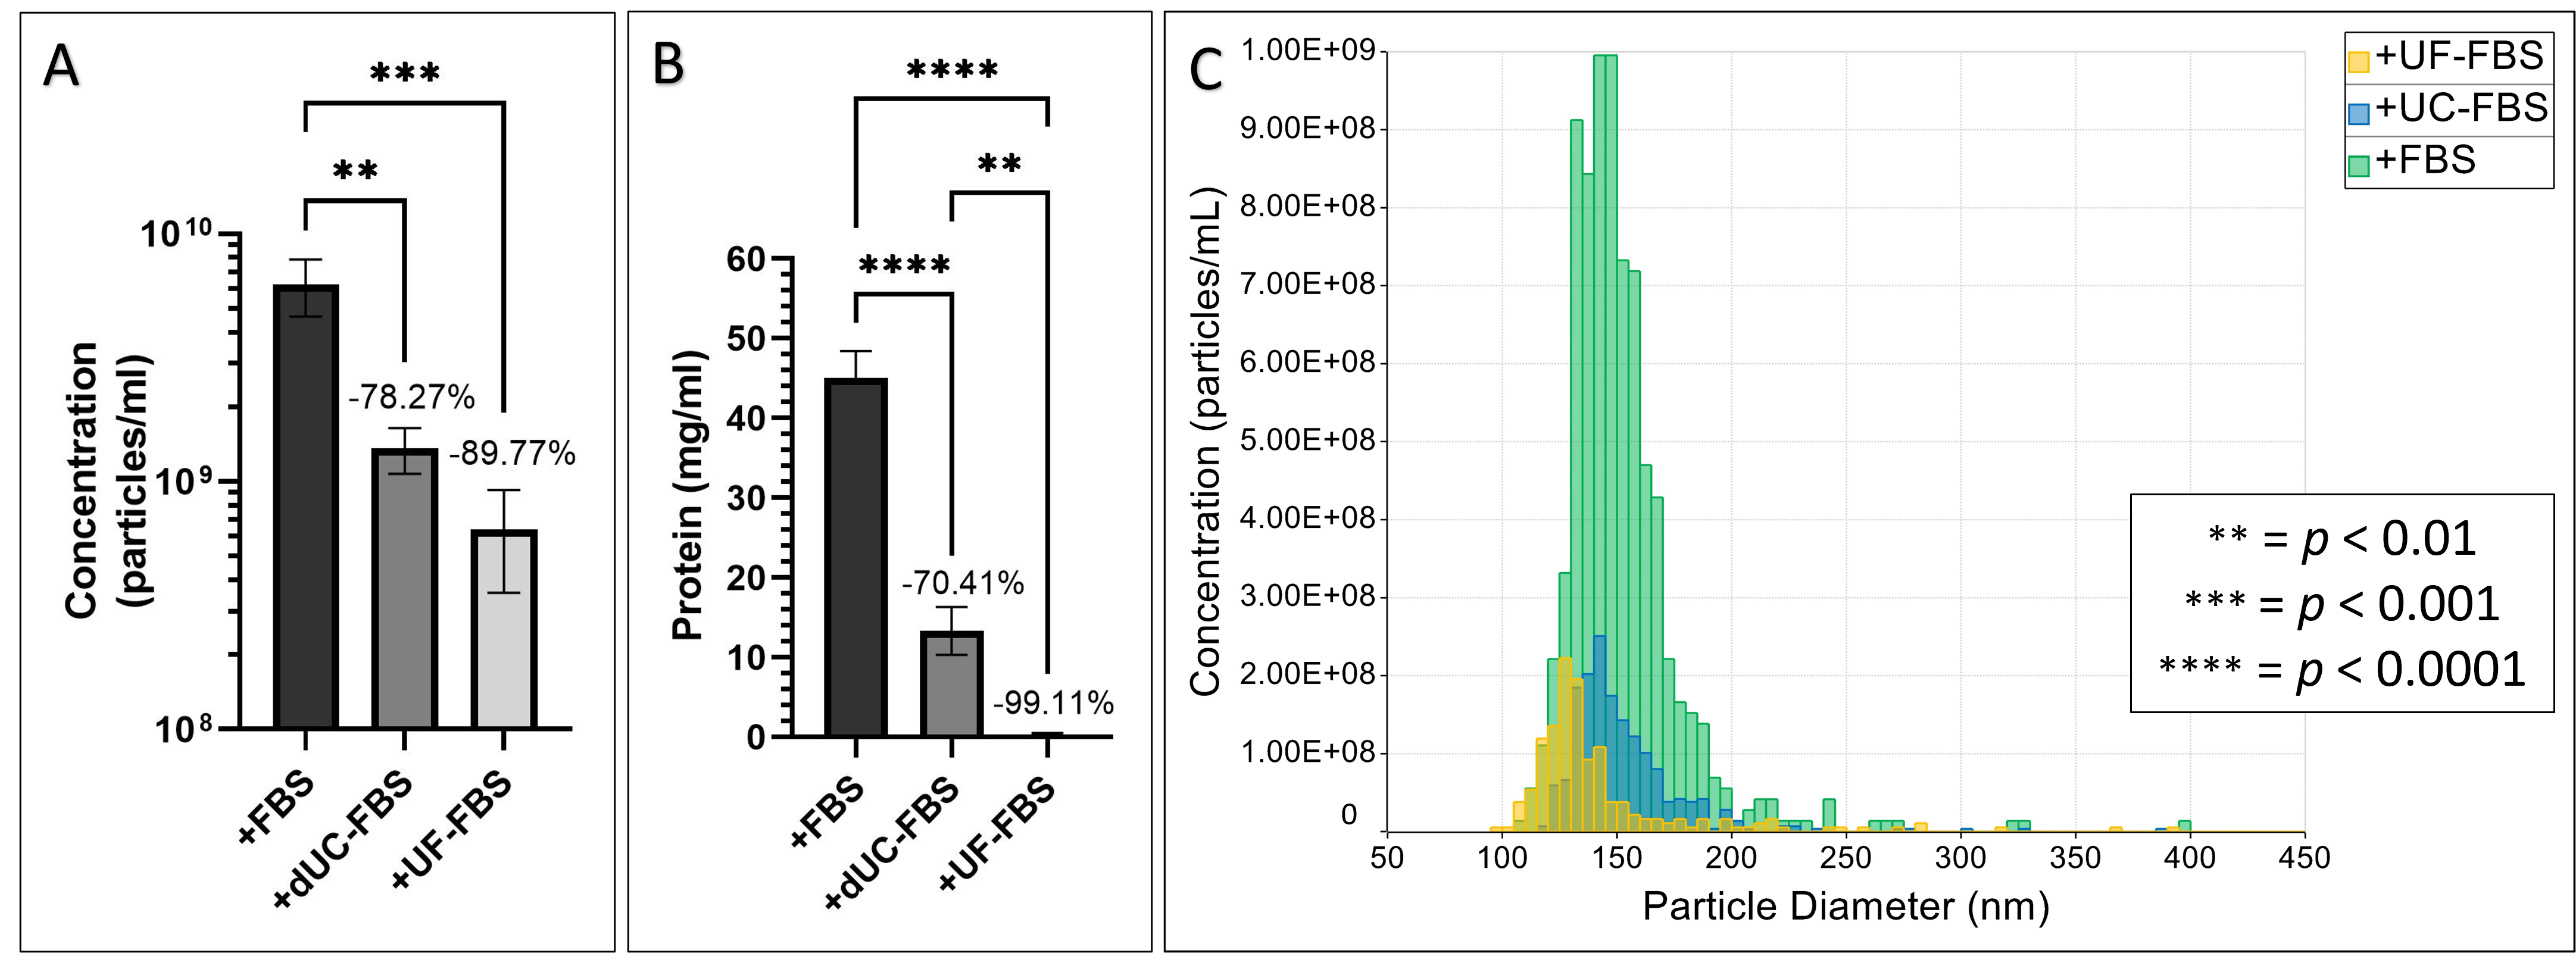 A
***
**
10^10
10^9
10^8
Concentration
(particles/ml)
-78.27%
-89.77%
+FBS
+dUC-FBS
+UF-FBS
B
****
**
****
60
50
40
30
20
10
0
Protein (mg/ml)
-70.41%
-99.11%
+FBS
+dUC-FBS
+UF-FBS
C
1.00E+09
9.00E+08
8.00E+08
7.00E+08
6.00E+08
5.00E+08
4.00E+08
3.00E+08
2.00E+08
1.00E+08
0
Concentration (particles/mL)
50 100 150 200 250 300 350 400 450
Particle Diameter (nm)
+UF-FBS
+UC-FBS
+FBS
** = p < 0.01
*** = p < 0.001
**** = p < 0.0001